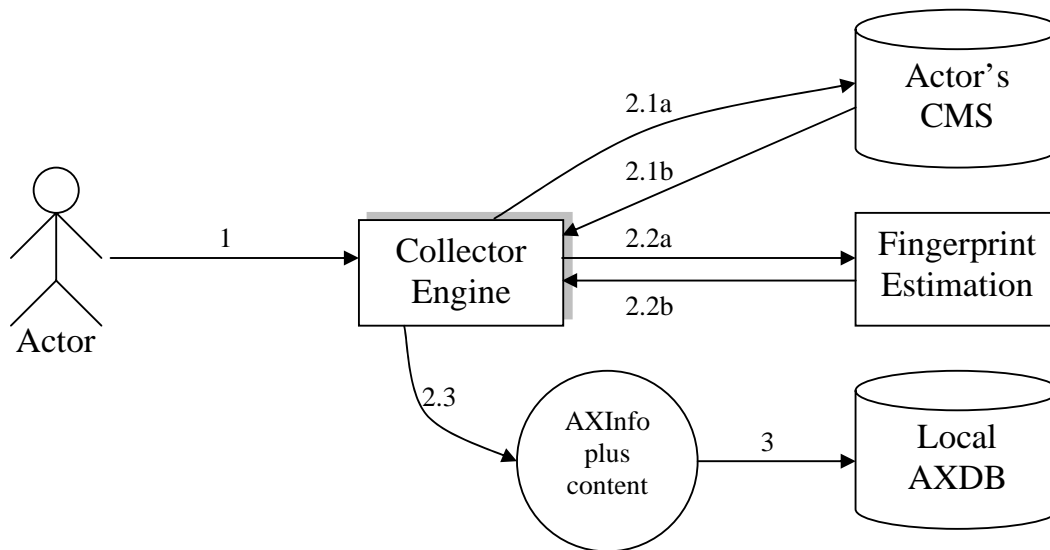 Actor's
CMS
2.1a
2.1b
1
Collector
Engine
2.2a
2.2b
Fingerprint
Estimation
Actor
2.3
AXInfo
plus
content
3
Local
AXDB